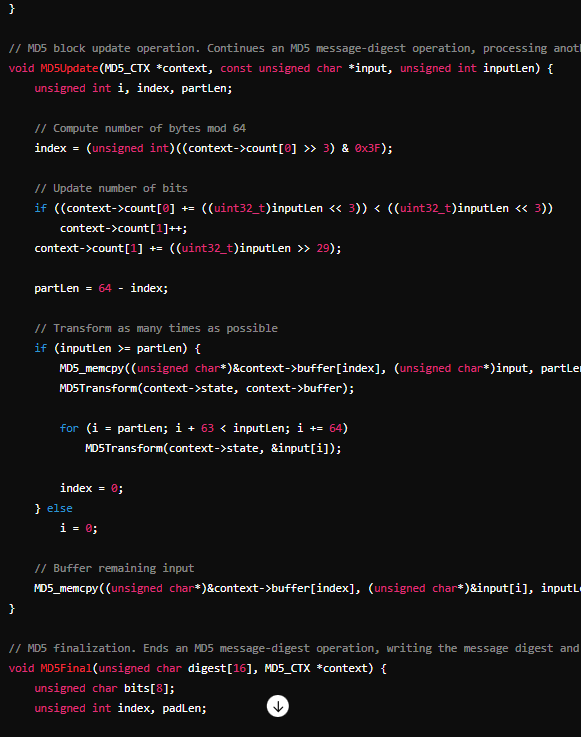 }
// MD5 block update operation. Continues an MD5 message-digest operation, processing
void MD5Update(MD5_CTX *context, const unsigned char *input, unsigned int inputLen) {
    unsigned int i, index, partLen;
    // Compute number of bytes mod 64
    index = (unsigned int)((context->count[0] >> 3) & 0x3F);
    // Update number of bits
    if ((context->count[0] += ((uint32_t)inputLen << 3)) < ((uint32_t)inputLen << 3))
        context->count[1]++;
    context->count[1] += ((uint32_t)inputLen >> 29);
    partLen = 64 - index;
    // Transform as many times as possible
    if (inputLen >= partLen) {
        MD5_memcpy((unsigned char*)&context->buffer[index], (unsigned char*)input,
        MD5Transform(context->state, context->buffer);
        for (i = partLen; i + 63 < inputLen; i += 64)
            MD5Transform(context->state, &input[i]);
        index = 0;
    } else
        i = 0;
    // Buffer remaining input
    MD5_memcpy((unsigned char*)&context->buffer[index], (unsigned char*)&input[i],
}
// MD5 finalization. Ends an MD5 message-digest operation, writing the message digest and
void MD5Final(unsigned char digest[16], MD5_CTX *context) {
    unsigned char bits[8];
    unsigned int index, padLen;